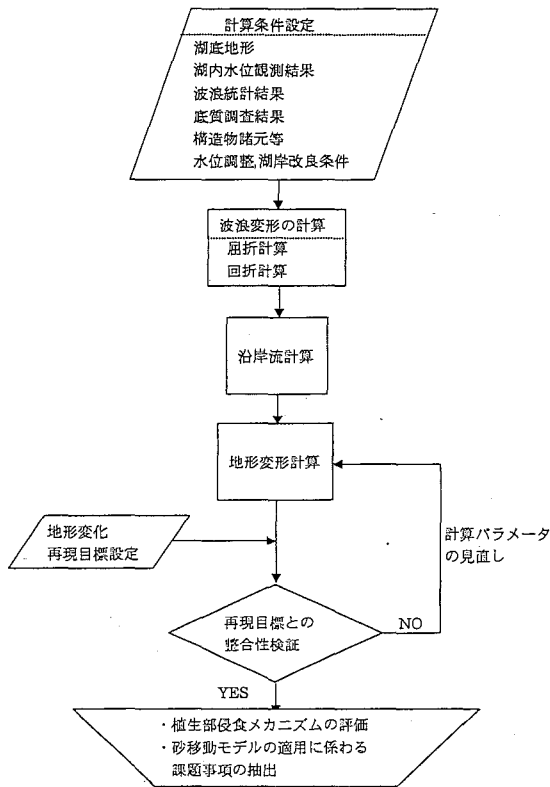 計算条件設定
湖底地形
湖内水位観測結果
波浪統計結果
底質調査結果
構造物諸元等
水位調整,湖岸改良条件
波浪変形の計算
屈折計算
回折計算
沿岸流計算
地形変形計算
地形変化
再現目標設定
計算パラメータ
の見直し
再現目標との
整合性検証
NO
YES
・植生部侵食メカニズムの評価
・砂移動モデルの適用に係わる
課題事項の抽出